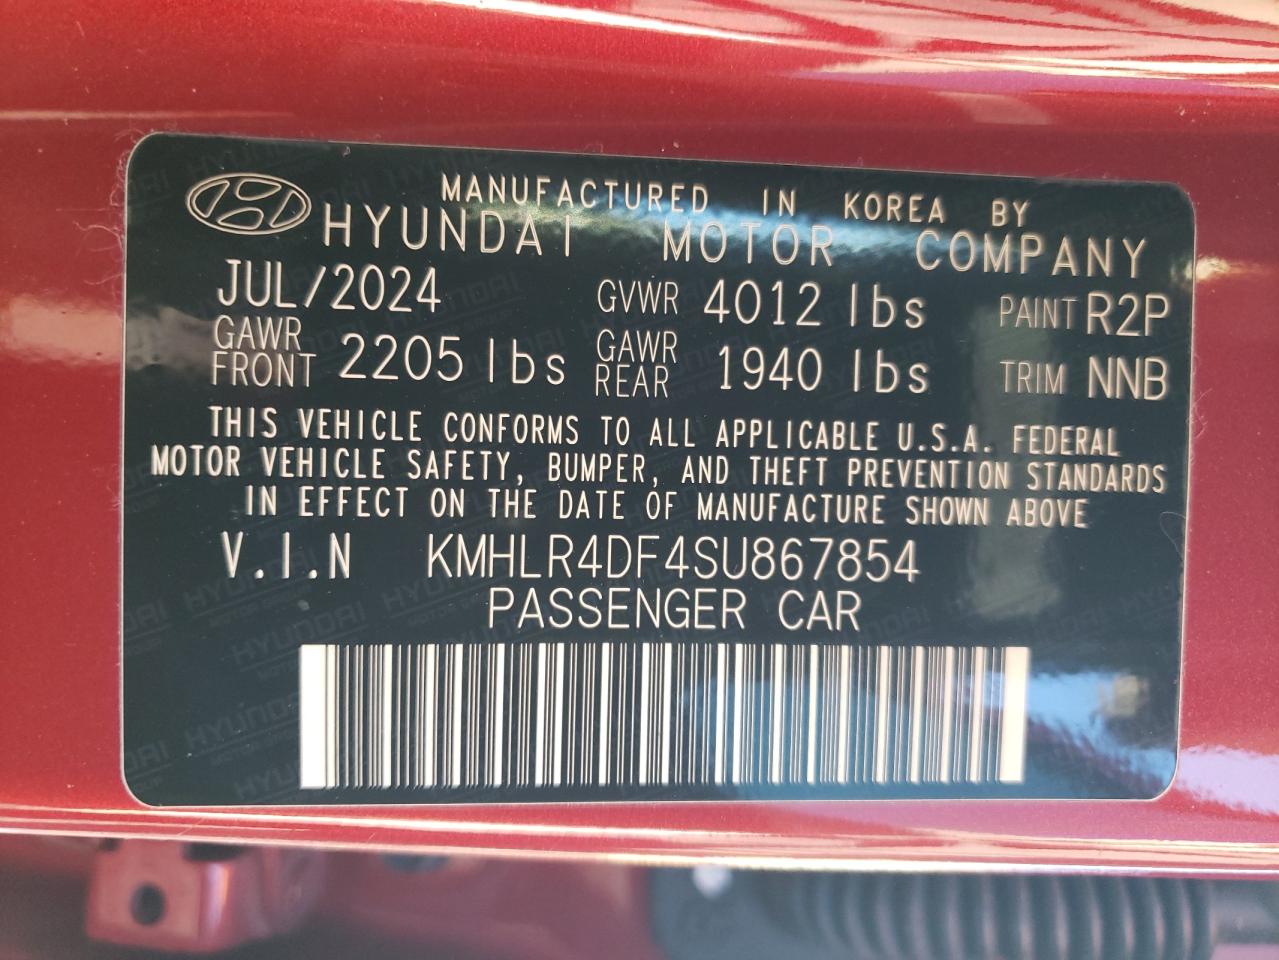 MANUFACTURED IN KOREA BY
HYUNDAI MOTOR COMPANY
JUL/2024 GVWR 4012 lbs PAINT R2P
GAWR FRONT 2205 lbs GAWR REAR 1940 lbs TRIM NNB
THIS VEHICLE CONFORMS TO ALL APPLICABLE U.S.A. FEDERAL
MOTOR VEHICLE SAFETY, BUMPER, AND THEFT PREVENTION STANDARDS
IN EFFECT ON THE DATE OF MANUFACTURE SHOWN ABOVE
V.I.N KMHLR4DF4SU867854
PASSENGER CAR